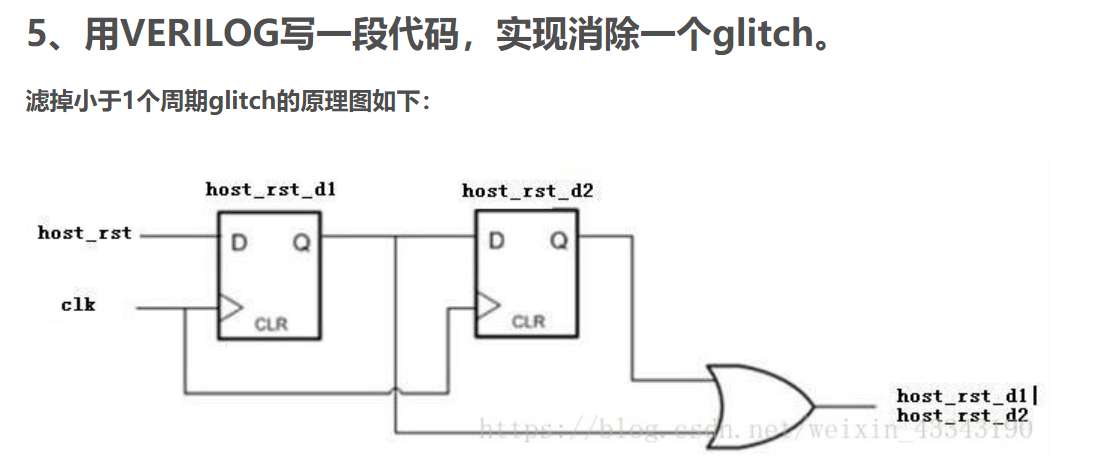 5、用VERILOG写一段代码，实现消除一个glitch。
滤掉小于1个周期glitch的原理图如下：
host_rst_d1
host_rst_d2
host_rst
D Q
D Q
clk
CLR
CLR
host_rst_d1|
host_rst_d2
https://blog.csdn.net/weixin_43343190